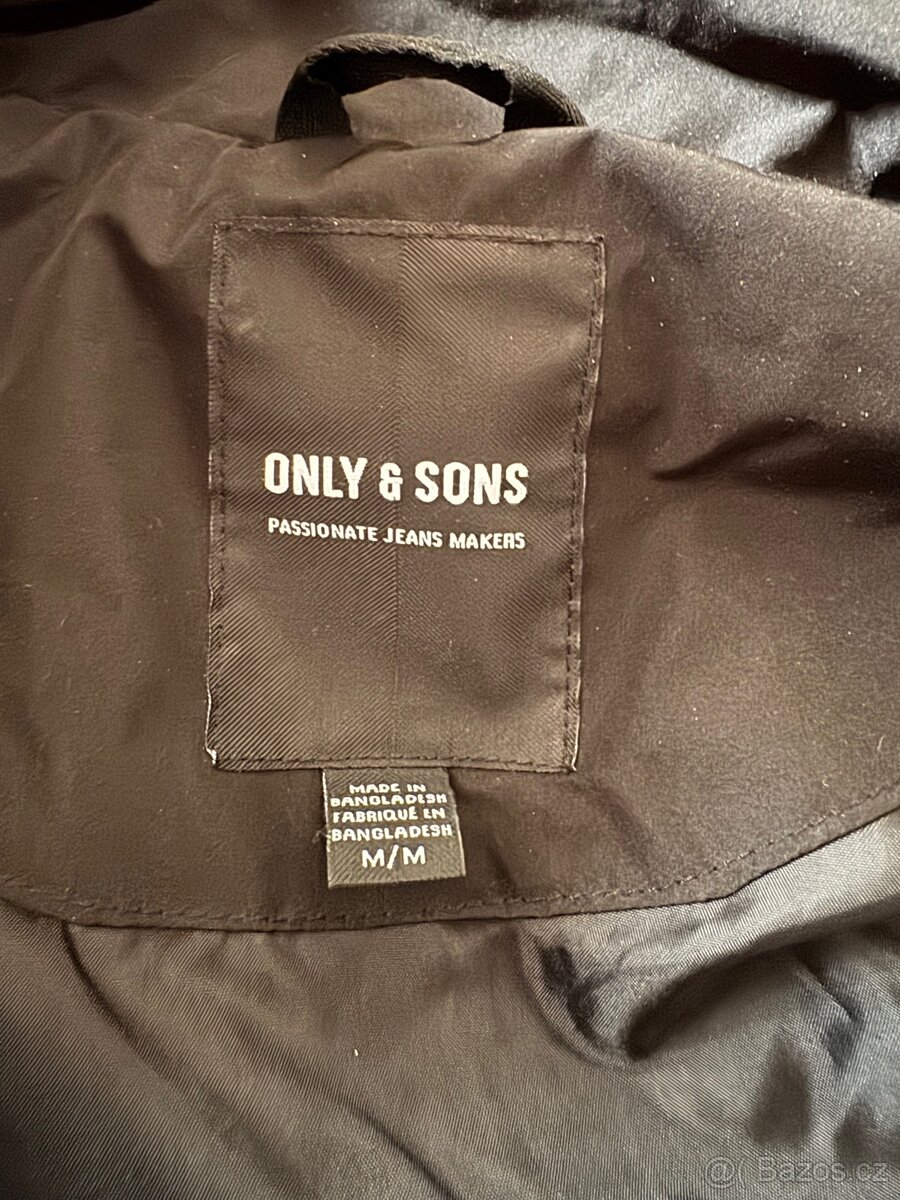 ONLY & SONS
PASSIONATE JEANS MAKERS
MADE IN
BANGLADESH
FABRIQUÉ EN
BANGLADESH
M/M
@ Bazos.cz